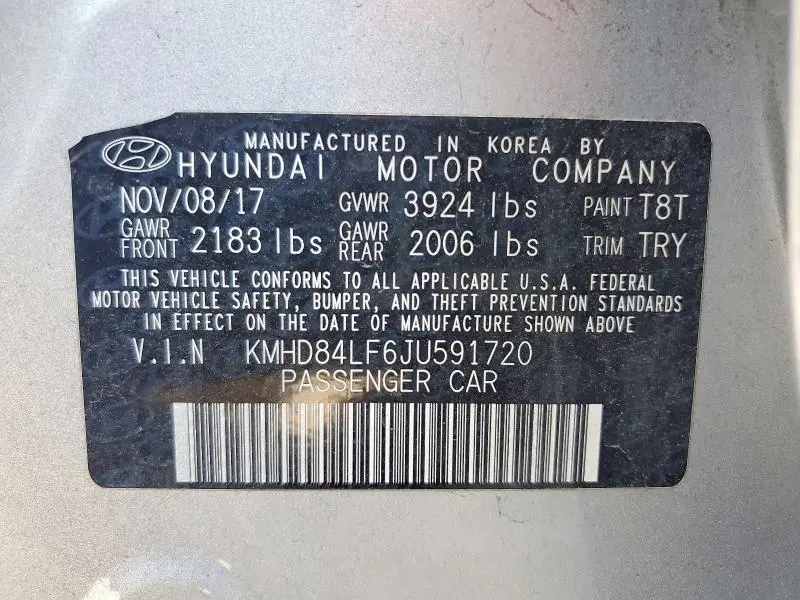 MANUFACTURED IN KOREA BY
HYUNDAI MOTOR COMPANY
NOV/08/17 GVWR 3924 lbs PAINT T8T
GAWR FRONT 2183 lbs GAWR REAR 2006 lbs TRIM TRY
THIS VEHICLE CONFORMS TO ALL APPLICABLE U.S.A. FEDERAL
MOTOR VEHICLE SAFETY, BUMPER, AND THEFT PREVENTION STANDARDS
IN EFFECT ON THE DATE OF MANUFACTURE SHOWN ABOVE
V.I.N KMHD84LF6JU591720
PASSENGER CAR